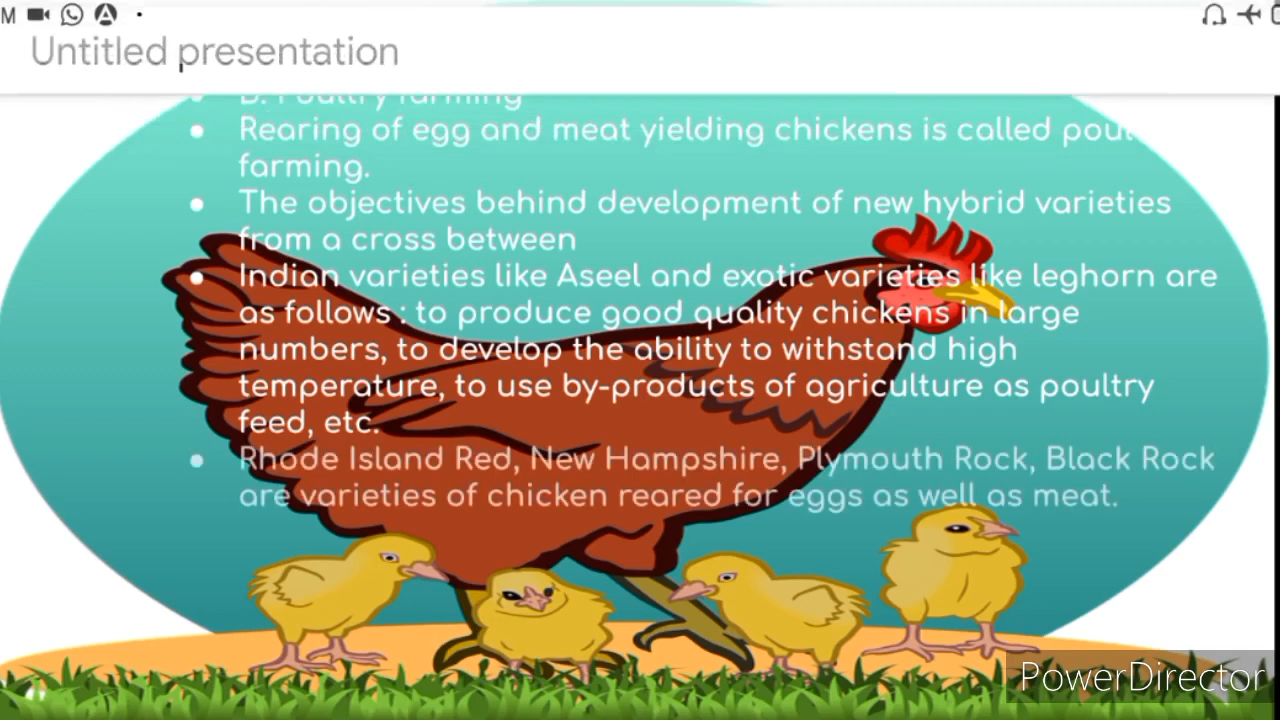 M
Untitled presentation
B. Poultry farming
Rearing of egg and meat yielding chickens is called poul
farming.
The objectives behind development of new hybrid varieties
from a cross between
Indian varieties like Aseel and exotic varieties like leghorn are
as follows : to produce good quality chickens in large
numbers, to develop the ability to withstand high
temperature, to use by-products of agriculture as poultry
feed, etc.
Rhode Island Red, New Hampshire, Plymouth Rock, Black Rock
are varieties of chicken reared for eggs as well as meat.
PowerDirector